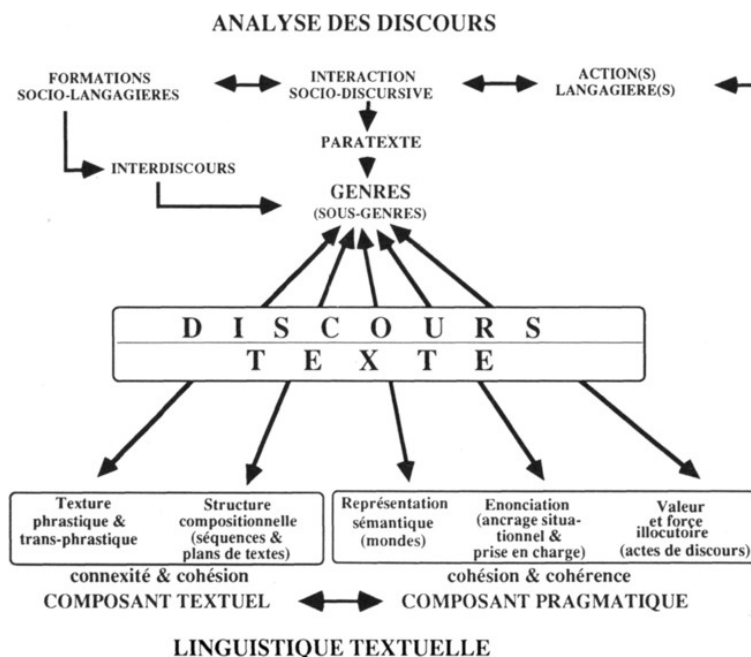 ANALYSE DES DISCOURS
FORMATIONS
SOCIO-LANGAGIERES
INTERACTION
SOCIO-DISCURSIVE
ACTION(S)
LANGAGIERE(S)
PARATEXTE
INTERDISCOURS
GENRES
(SOUS-GENRES)
D I S C O U R S
T E X T E
Texture
phrastique &
trans-phrastique
Structure
compositionnelle
(séquences &
plans de textes)
Représentation
sémantique
(mondes)
Enonciation
(ancrage situa-
tionnel &
prise en charge)
Valeur
et force
illocutoire
(actes de discours)
connexité & cohésion
cohésion & cohérence
COMPOSANT TEXTUEL
COMPOSANT PRAGMATIQUE
LINGUISTIQUE TEXTUELLE